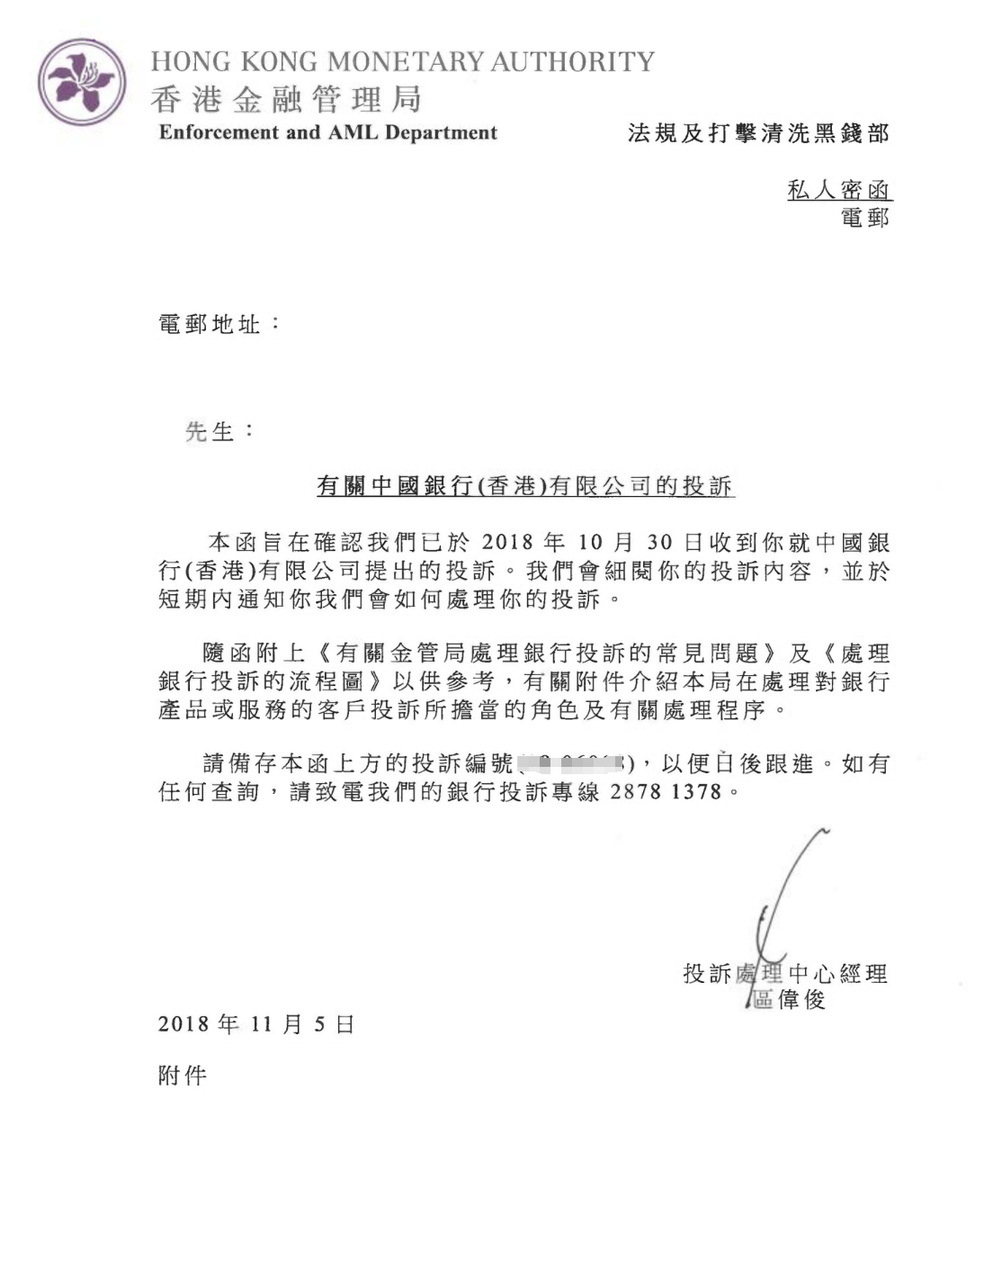 HONG KONG MONETARY AUTHORITY
香港金融管理局
Enforcement and AML Department
法規及打擊清洗黑錢部
私人密函
電郵
電郵地址：
先生：
有關中國銀行(香港)有限公司的投訴
本函旨在確認我們已於 2018 年 10 月 30 日收到你就中國銀
行(香港)有限公司提出的投訴。我們會細閱你的投訴內容，並於
短期內通知你我們會如何處理你的投訴。
隨函附上《有關金管局處理銀行投訴的常見問題》及《處理
銀行投訴的流程圖》以供參考，有關附件介紹本局在處理對銀行
產品或服務的客戶投訴所擔當的角色及有關處理程序。
請備存本函上方的投訴編號()，以便日後跟進。如有
任何查詢，請致電我們的銀行投訴專線 2878 1378。
投訴處理中心經理
區偉俊
2018 年 11 月 5 日
附件